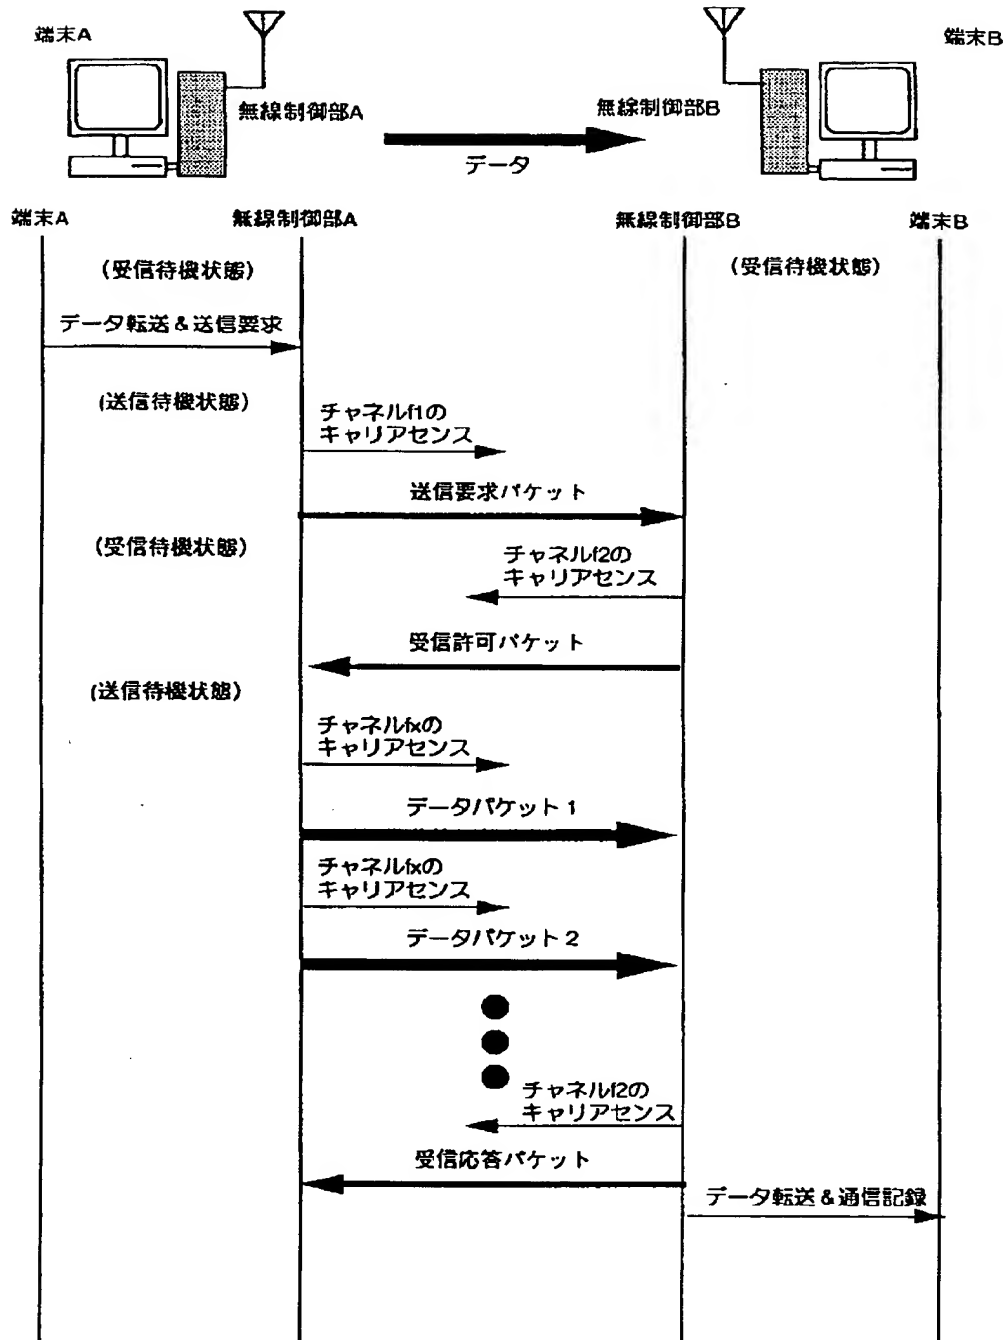 端末A
端末B
無線制御部A
無線制御部B
データ
端末A
無線制御部A
無線制御部B
端末B
(受信待機状態)
(受信待機状態)
データ転送&送信要求
(送信待機状態)
チャネルf1の
キャリアセンス
送信要求パケット
(受信待機状態)
チャネルf2の
キャリアセンス
受信許可パケット
(送信待機状態)
チャネルfxの
キャリアセンス
データパケット1
チャネルfxの
キャリアセンス
データパケット2
チャネルf2の
キャリアセンス
受信応答パケット
データ転送&通信記録